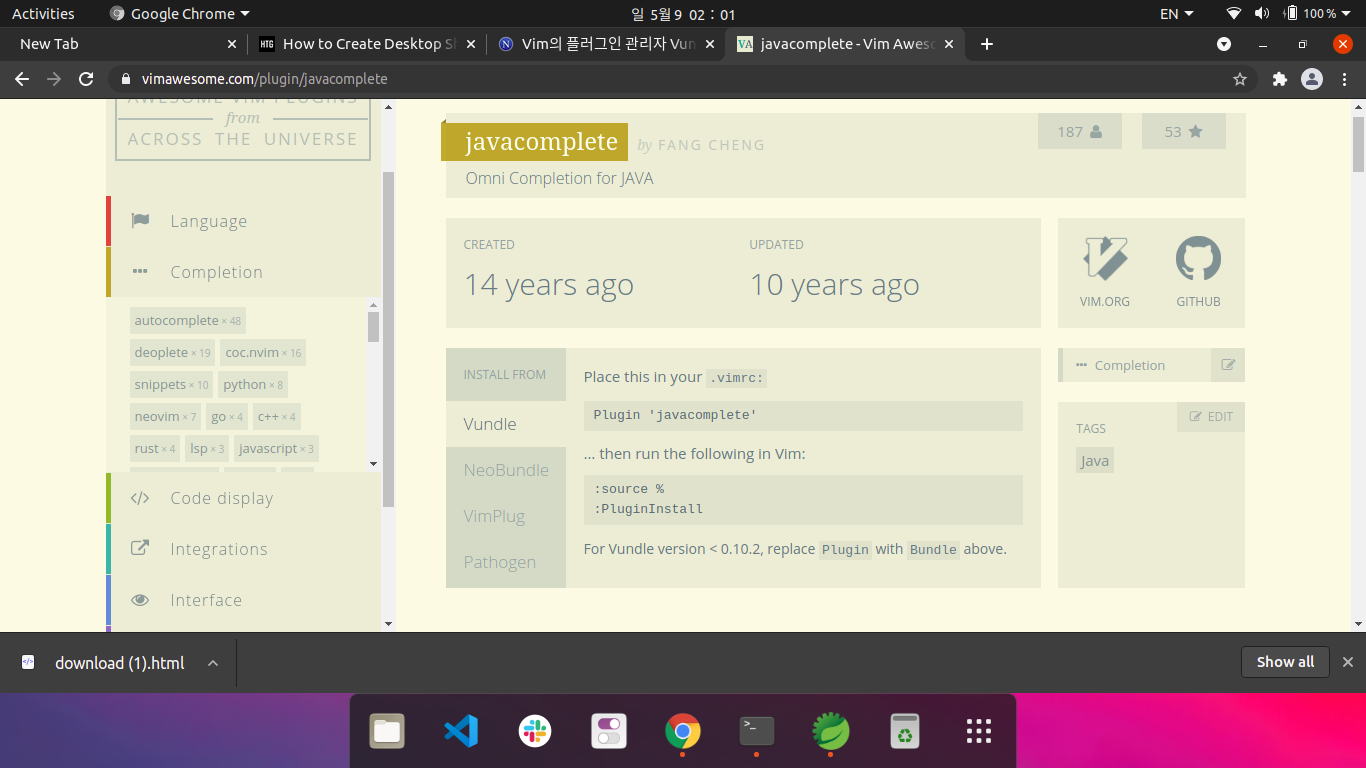 Activities
Google Chrome
일 5월 9 02 : 01
EN
100 %
New Tab
How to Create Desktop Sh
Vim의 플러그인 관리자 Vun
javacomplete - Vim Aweso
vimawesome.com/plugin/javacomplete
AWESOME VIM PLUGINS
from
ACROSS THE UNIVERSE
Language
Completion
autocomplete × 48
deoplete × 19 coc.nvim × 16
snippets × 10 python × 8
neovim × 7 go × 4 c++ × 4
rust × 4 lsp × 3 javascript × 3
Code display
Integrations
Interface
javacomplete by FANG CHENG
187
53
Omni Completion for JAVA
CREATED
14 years ago
UPDATED
10 years ago
VIM.ORG
GITHUB
INSTALL FROM
Vundle
NeoBundle
VimPlug
Pathogen
Place this in your .vimrc:
Plugin 'javacomplete'
... then run the following in Vim:
:source %
:PluginInstall
For Vundle version < 0.10.2, replace Plugin with Bundle above.
Completion
EDIT
TAGS
Java
download (1).html
Show all